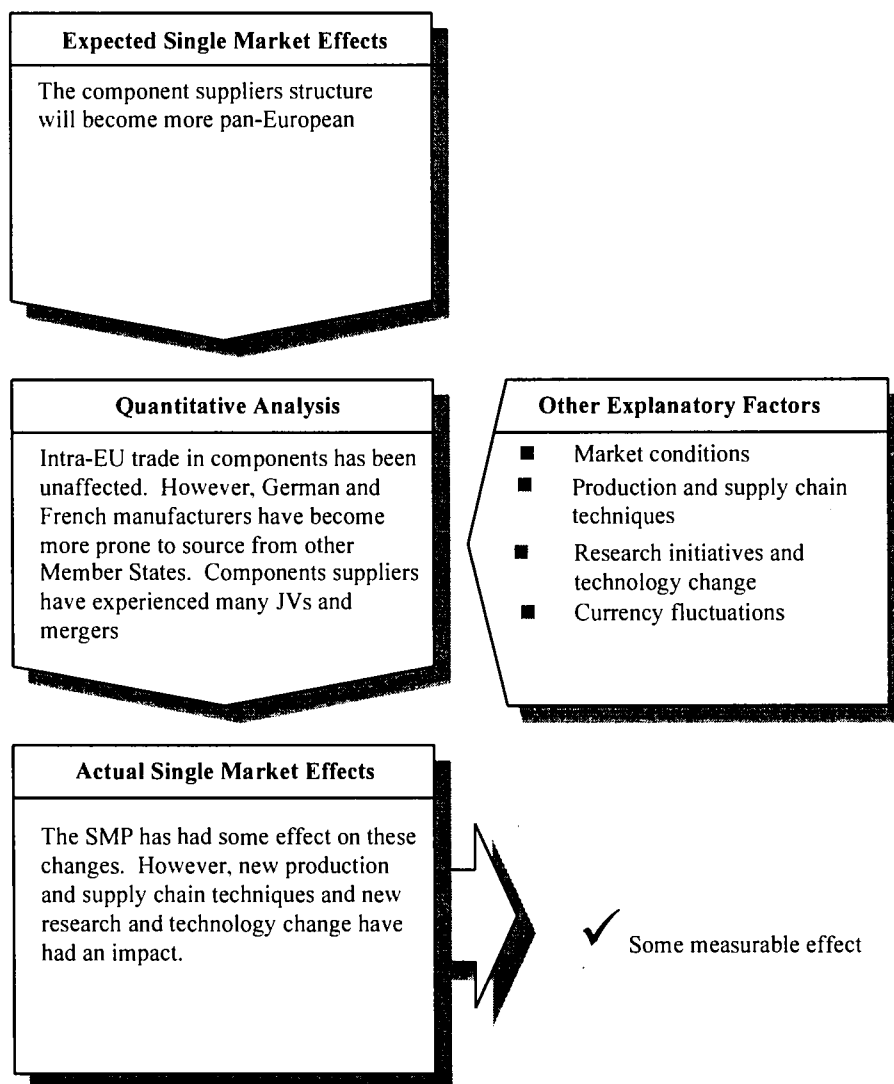 Expected Single Market Effects
The component suppliers structure
will become more pan-European
Quantitative Analysis
Intra-EU trade in components has been
unaffected. However, German and
French manufacturers have become
more prone to source from other
Member States. Components suppliers
have experienced many JVs and
mergers
Other Explanatory Factors
Market conditions
Production and supply chain
techniques
Research initiatives and
technology change
Currency fluctuations
Actual Single Market Effects
The SMP has had some effect on these
changes. However, new production
and supply chain techniques and new
research and technology change have
had an impact.
Some measurable effect